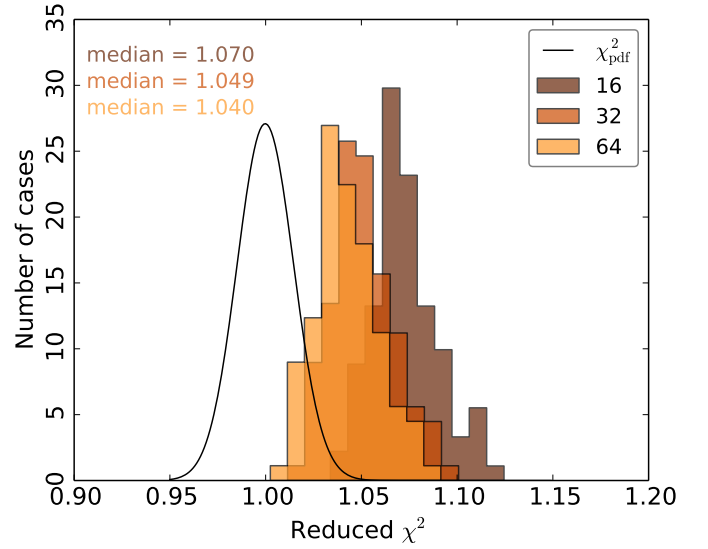 35
30
25
20
15
10
5
0
Number of cases
median = 1.070
median = 1.049
median = 1.040
χ²pdf
16
32
64
0.90 0.95 1.00 1.05 1.10 1.15 1.20
Reduced χ²